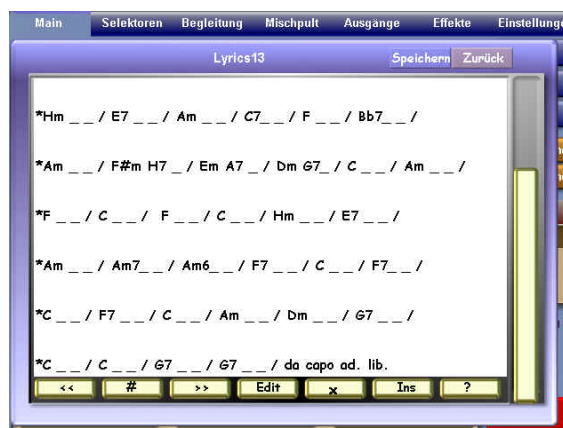 Main Selektoren Begleitung Mischpult Ausgänge Effekte Einstellunge
Lyrics13 Speichern Zurück
*Hm _ _ / E7 _ _ / Am _ _ / C7_ _ / F _ _ / Bb7_ _ /
*Am _ _ / F#m H7 _ / Em A7 _ / Dm G7_ / C _ _ / Am _ _ /
*F _ _ / C _ _ / F _ _ / C _ _ / Hm _ _ / E7 _ _ /
*Am _ _ / Am7_ _ / Am6_ _ / F7 _ _ / C _ _ / F7_ _ /
*C _ _ / F7 _ _ / C _ _ / Am _ _ / Dm _ _ / G7 _ _ /
*C _ _ / C _ _ / G7 _ _ / G7 _ _ / da capo ad. lib.
<< # >> Edit x Ins ?